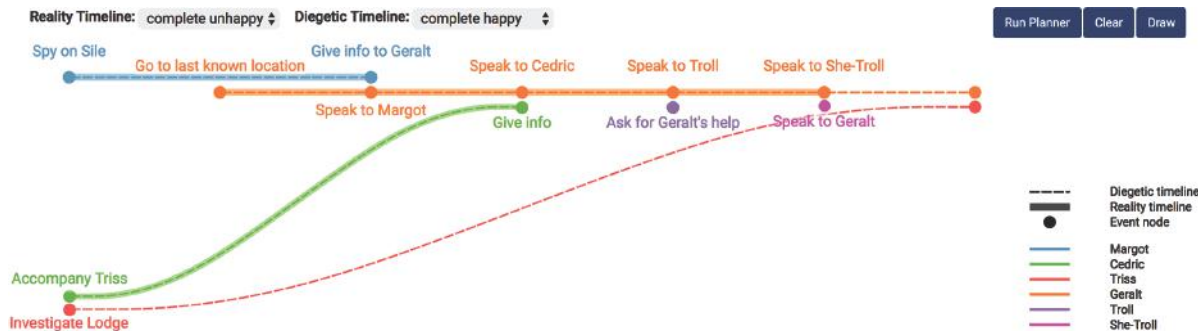 Reality Timeline: complete unhappy Diegetic Timeline: complete happy Run Planner Clear Draw
Spy on Sile Give info to Geralt
Go to last known location Speak to Cedric Speak to Troll Speak to She-Troll
Speak to Margot Give info Ask for Geralt's help Speak to Geralt
Accompany Triss
Investigate Lodge
Diegetic timeline
Reality timeline
Event node
Margot
Cedric
Triss
Geralt
Troll
She-Troll